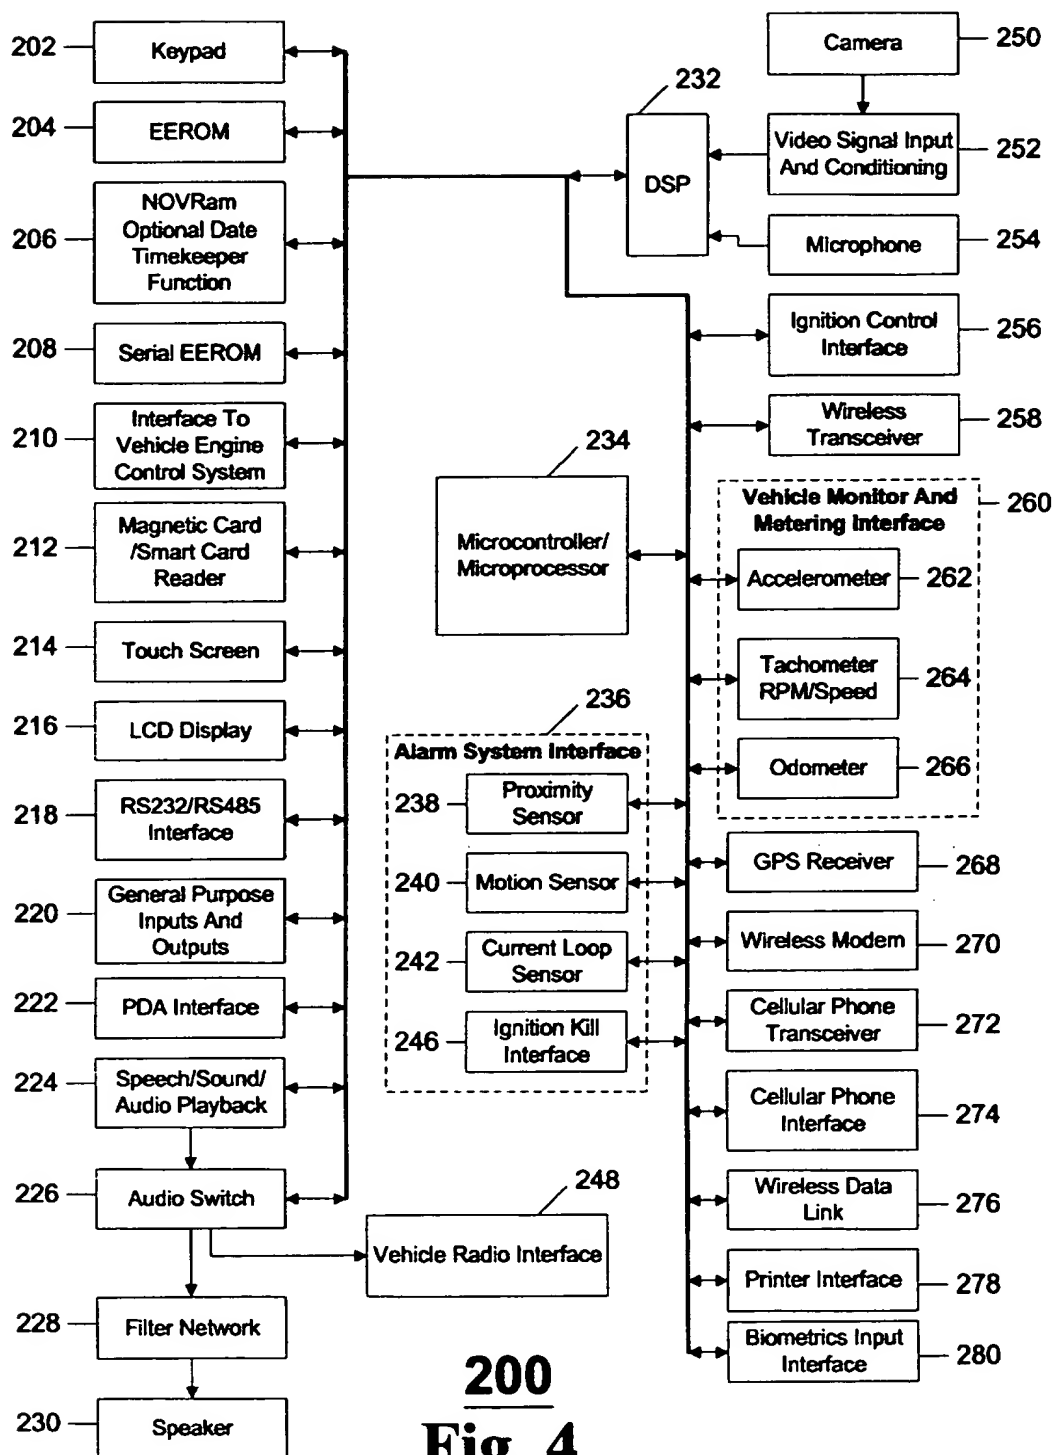 202
Keypad
204
EEROM
206
NOVRam
Optional Date
Timekeeper
Function
208
Serial EEROM
210
Interface To
Vehicle Engine
Control System
212
Magnetic Card
/Smart Card
Reader
214
Touch Screen
216
LCD Display
218
RS232/RS485
Interface
220
General Purpose
Inputs And
Outputs
222
PDA Interface
224
Speech/Sound/
Audio Playback
226
Audio Switch
228
Filter Network
230
Speaker
248
Vehicle Radio Interface
232
DSP
234
Microcontroller/
Microprocessor
236
Alarm System Interface
238
Proximity
Sensor
240
Motion Sensor
242
Current Loop
Sensor
246
Ignition Kill
Interface
Camera
250
Video Signal Input
And Conditioning
252
Microphone
254
Ignition Control
Interface
256
Wireless
Transceiver
258
Vehicle Monitor And
Metering Interface
260
Accelerometer
262
Tachometer
RPM/Speed
264
Odometer
266
GPS Receiver
268
Wireless Modem
270
Cellular Phone
Transceiver
272
Cellular Phone
Interface
274
Wireless Data
Link
276
Printer Interface
278
Biometrics Input
Interface
280
200
Fig. 4